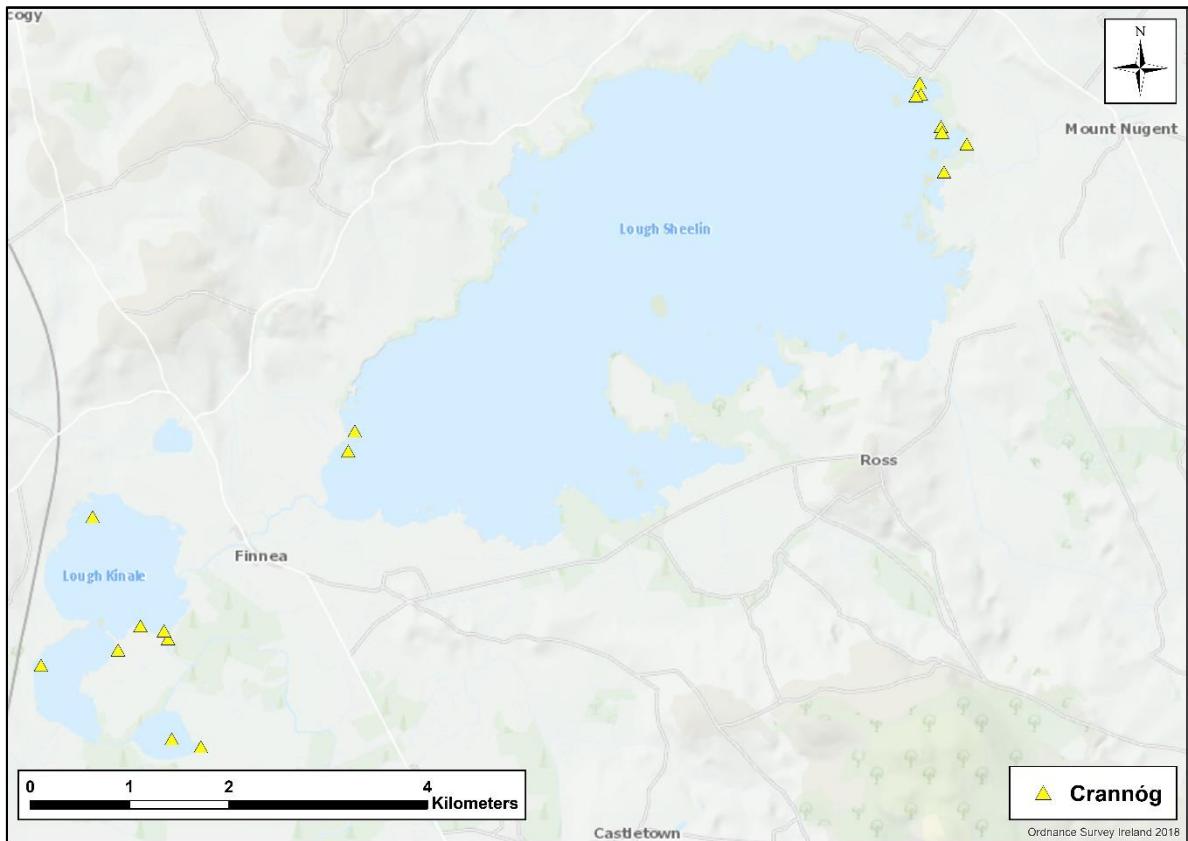 cogy
N
Mount Nugent
Lough Sheelin
Ross
Finnea
Lough Kinale
0 1 2 4
Kilometers
Crannóg
Castletown
Ordnance Survey Ireland 2018